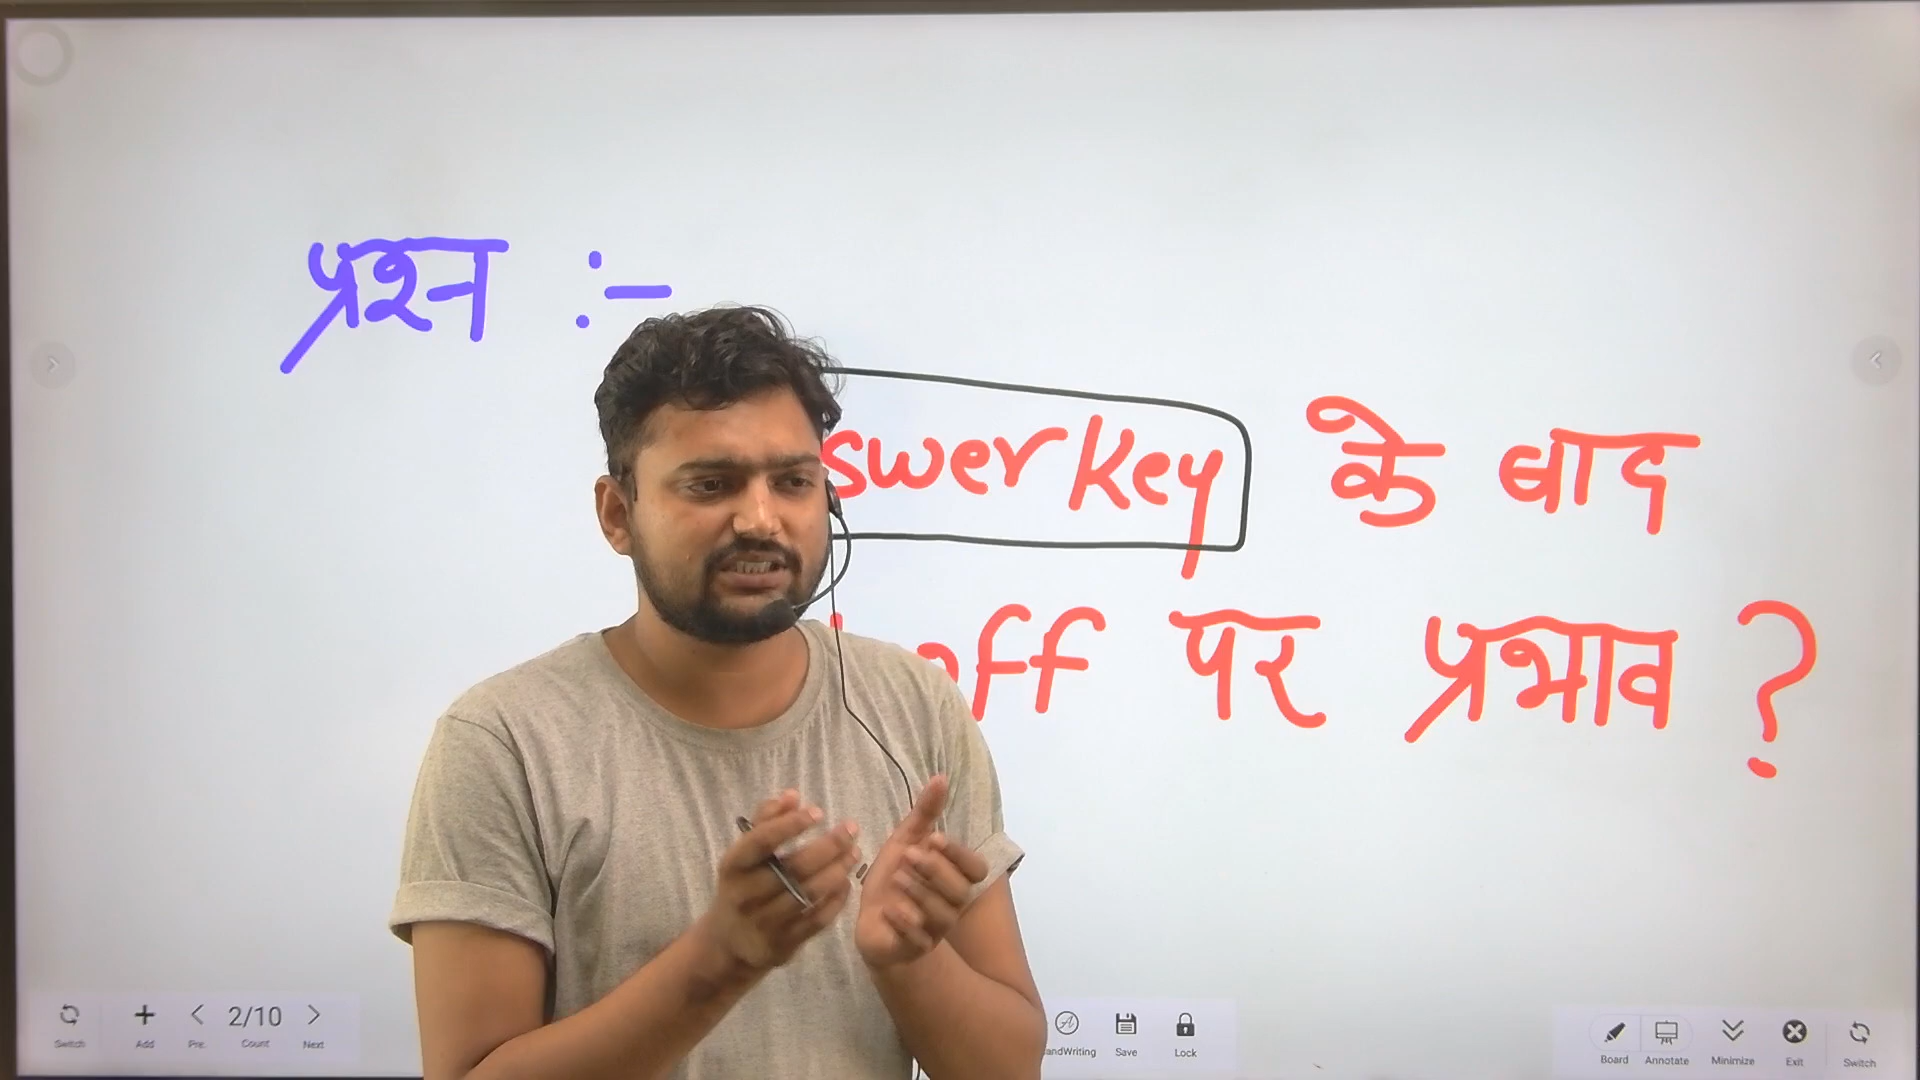 प्रश्न :-
swer Key के बाद
off पर प्रभाव ?
2/10
Switch Add Pre. Count Next
andWriting Save Lock
Board Annotate Minimize Exit Switch